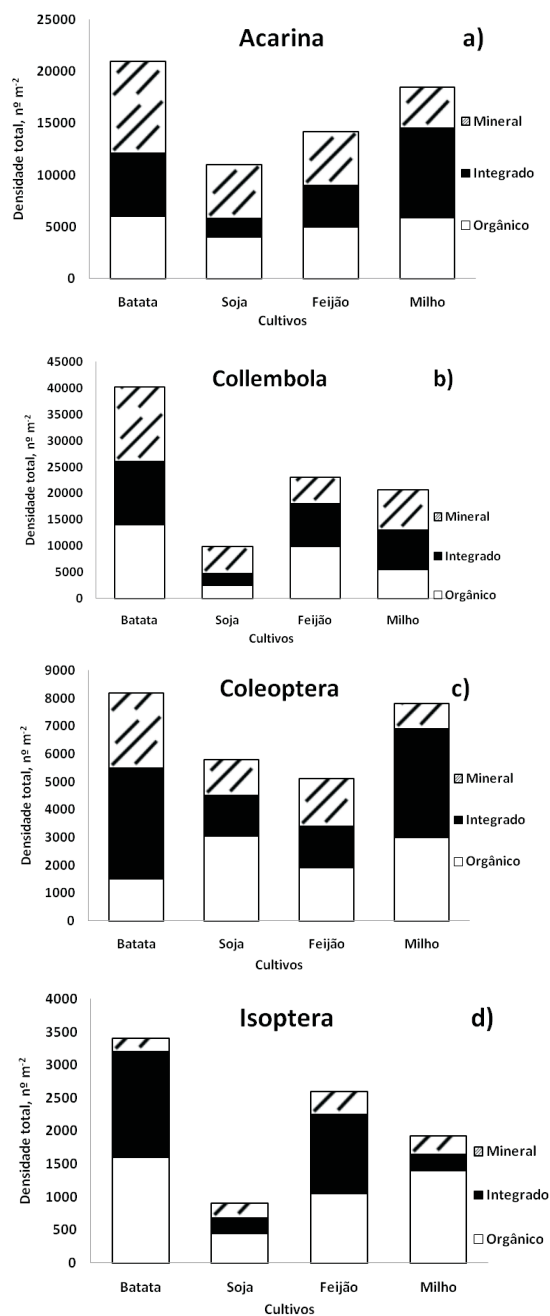 Acarina a)
Densidade total, nº m⁻²
25000
20000
15000
10000
5000
0
Mineral
Integrado
Orgânico
Batata Soja Feijão Milho
Cultivos
Collembola b)
Densidade total, nº m⁻²
45000
40000
35000
30000
25000
20000
15000
10000
5000
0
Mineral
Integrado
Orgânico
Batata Soja Feijão Milho
Cultivos
Coleoptera c)
Densidade total, nº m⁻²
9000
8000
7000
6000
5000
4000
3000
2000
1000
0
Mineral
Integrado
Orgânico
Batata Soja Feijão Milho
Cultivos
Isoptera d)
Densidade total, nº m⁻²
4000
3500
3000
2500
2000
1500
1000
500
0
Mineral
Integrado
Orgânico
Batata Soja Feijão Milho
Cultivos